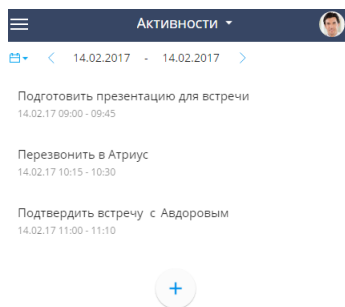 Активности
14.02.2017 - 14.02.2017
Подготовить презентацию для встречи
14.02.17 09:00 - 09:45
Перезвонить в Атриус
14.02.17 10:15 - 10:30
Подтвердить встречу с Авдоровым
14.02.17 11:00 - 11:10